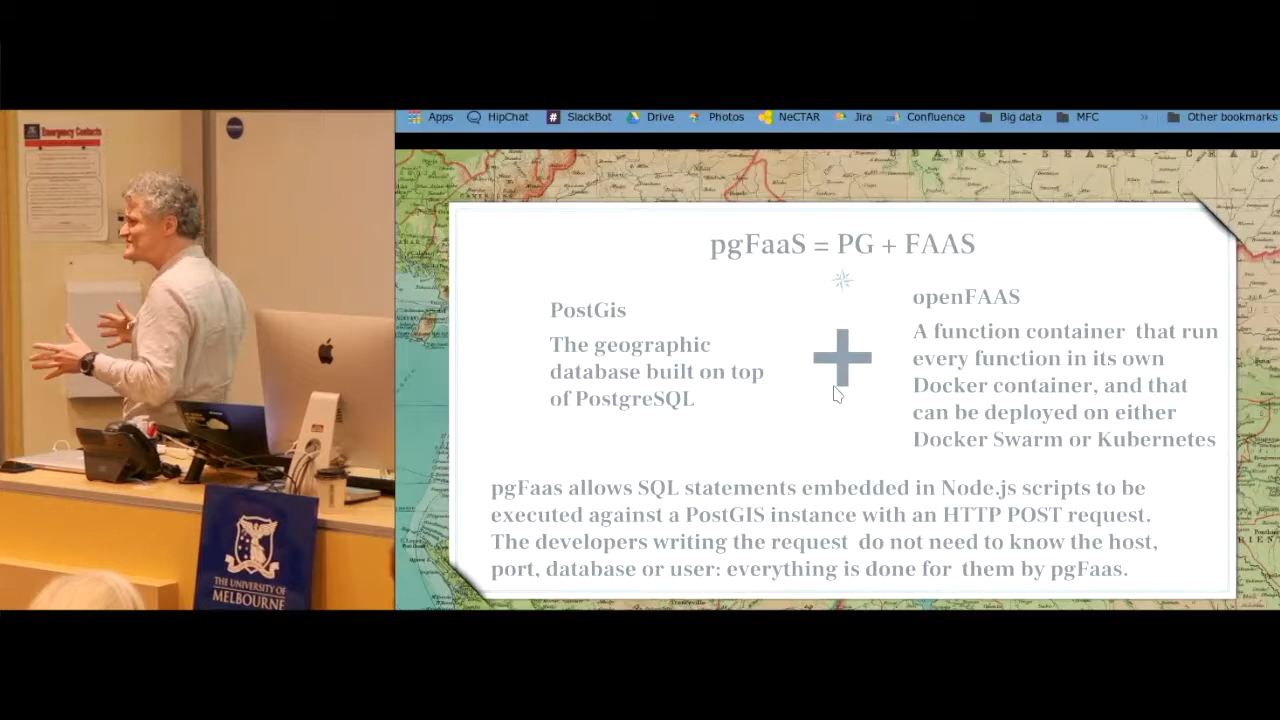 Emergency Contacts
THE UNIVERSITY OF
MELBOURNE
Apps HipChat SlackBot Drive Photos NeCTAR Jira Confluence Big data MFC » Other bookmarks
pgFaaS = PG + FAAS
PostGis
The geographic
database built on top
of PostgreSQL
openFAAS
A function container that run
every function in its own
Docker container, and that
can be deployed on either
Docker Swarm or Kubernetes
pgFaas allows SQL statements embedded in Node.js scripts to be
executed against a PostGIS instance with an HTTP POST request.
The developers writing the request do not need to know the host,
port, database or user: everything is done for them by pgFaas.